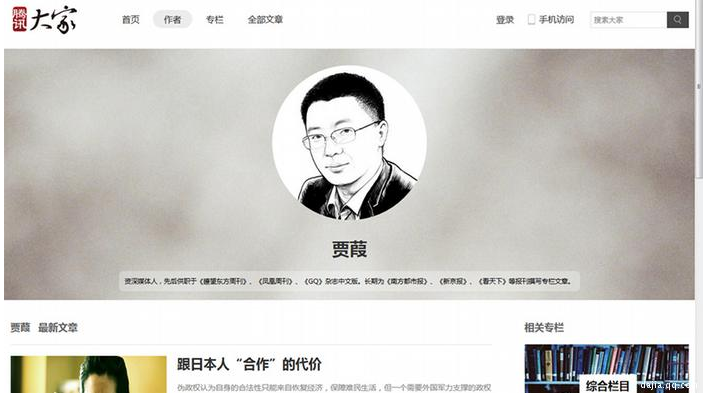 腾讯 大家
首页 作者 专栏 全部文章 登录 手机访问 搜索大家
贾葭
资深媒体人，先后供职于《瞭望东方周刊》、《凤凰周刊》、《GQ》杂志中文版。长期为《南方都市报》、《新京报》、《看天下》等报刊撰写专栏文章。
贾葭 最新文章 相关专栏
跟日本人“合作”的代价
伪政权认为自身的合法性只能来自恢复经济，保障难民生活，但一个需要外国军力支撑的政权
综合栏目
dajia.qq.com